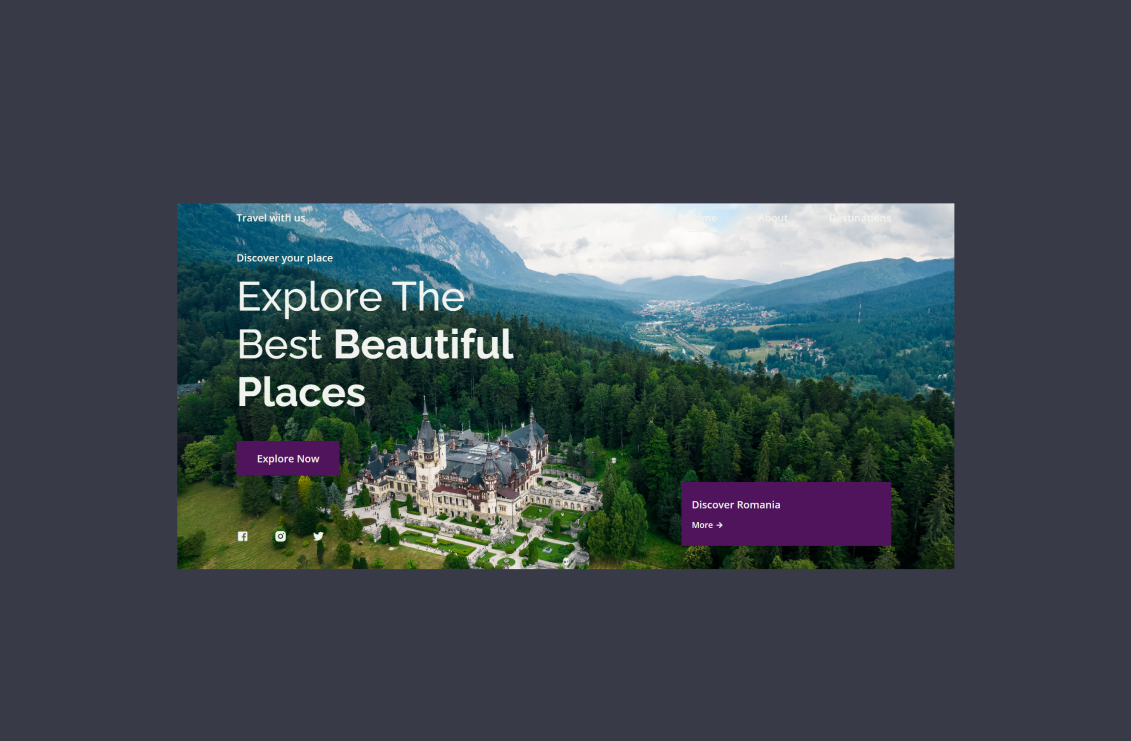 Travel with us
Home About Destinations
Discover your place
Explore The
Best Beautiful
Places
Explore Now
Discover Romania
More →